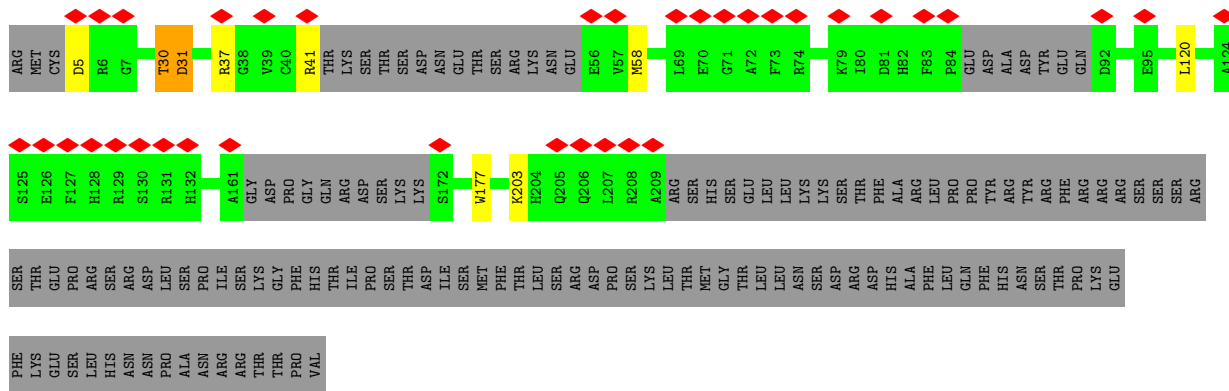 ARG MET CYS D5 R6 G7 T30 D31 R37 G38 V39 C40 R41 THR LYS SER THR SER ASP ASN GLU THR SER ARG LYS ASN GLU E56 V57 M58 L69 E70 G71 A72 F73 R74 K79 I80 D81 H82 F83 P84 GLU ASP ALA ASP TYR GLU GLN D92 E95 L120 A124
S125 E126 F127 H128 R129 S130 R131 H132 A161 GLY ASP PRO GLY GLN ARG ASP SER LYS LYS S172 W177 K203 H204 Q205 Q206 L207 R208 A209 ARG SER HIS SER GLU LEU LEU LYS LYS SER THR PHE ALA ARG LEU PRO PRO TYR ARG TYR ARG PHE ARG ARG ARG SER SER SER ARG
SER THR GLU PRO ARG SER ARG ASP LEU SER PRO ILE SER LYS GLY PHE HIS THR ILE PRO SER THR ASP ILE SER MET PHE THR LEU SER ARG ASP PRO SER LYS LEU THR MET GLY THR LEU LEU ASN SER ASP ARG ASP HIS ALA PHE LEU GLN PHE HIS ASN SER THR PRO LYS GLU
PHE LYS GLU SER LEU HIS ASN ASN PRO ALA ASN ARG ARG THR THR PRO VAL